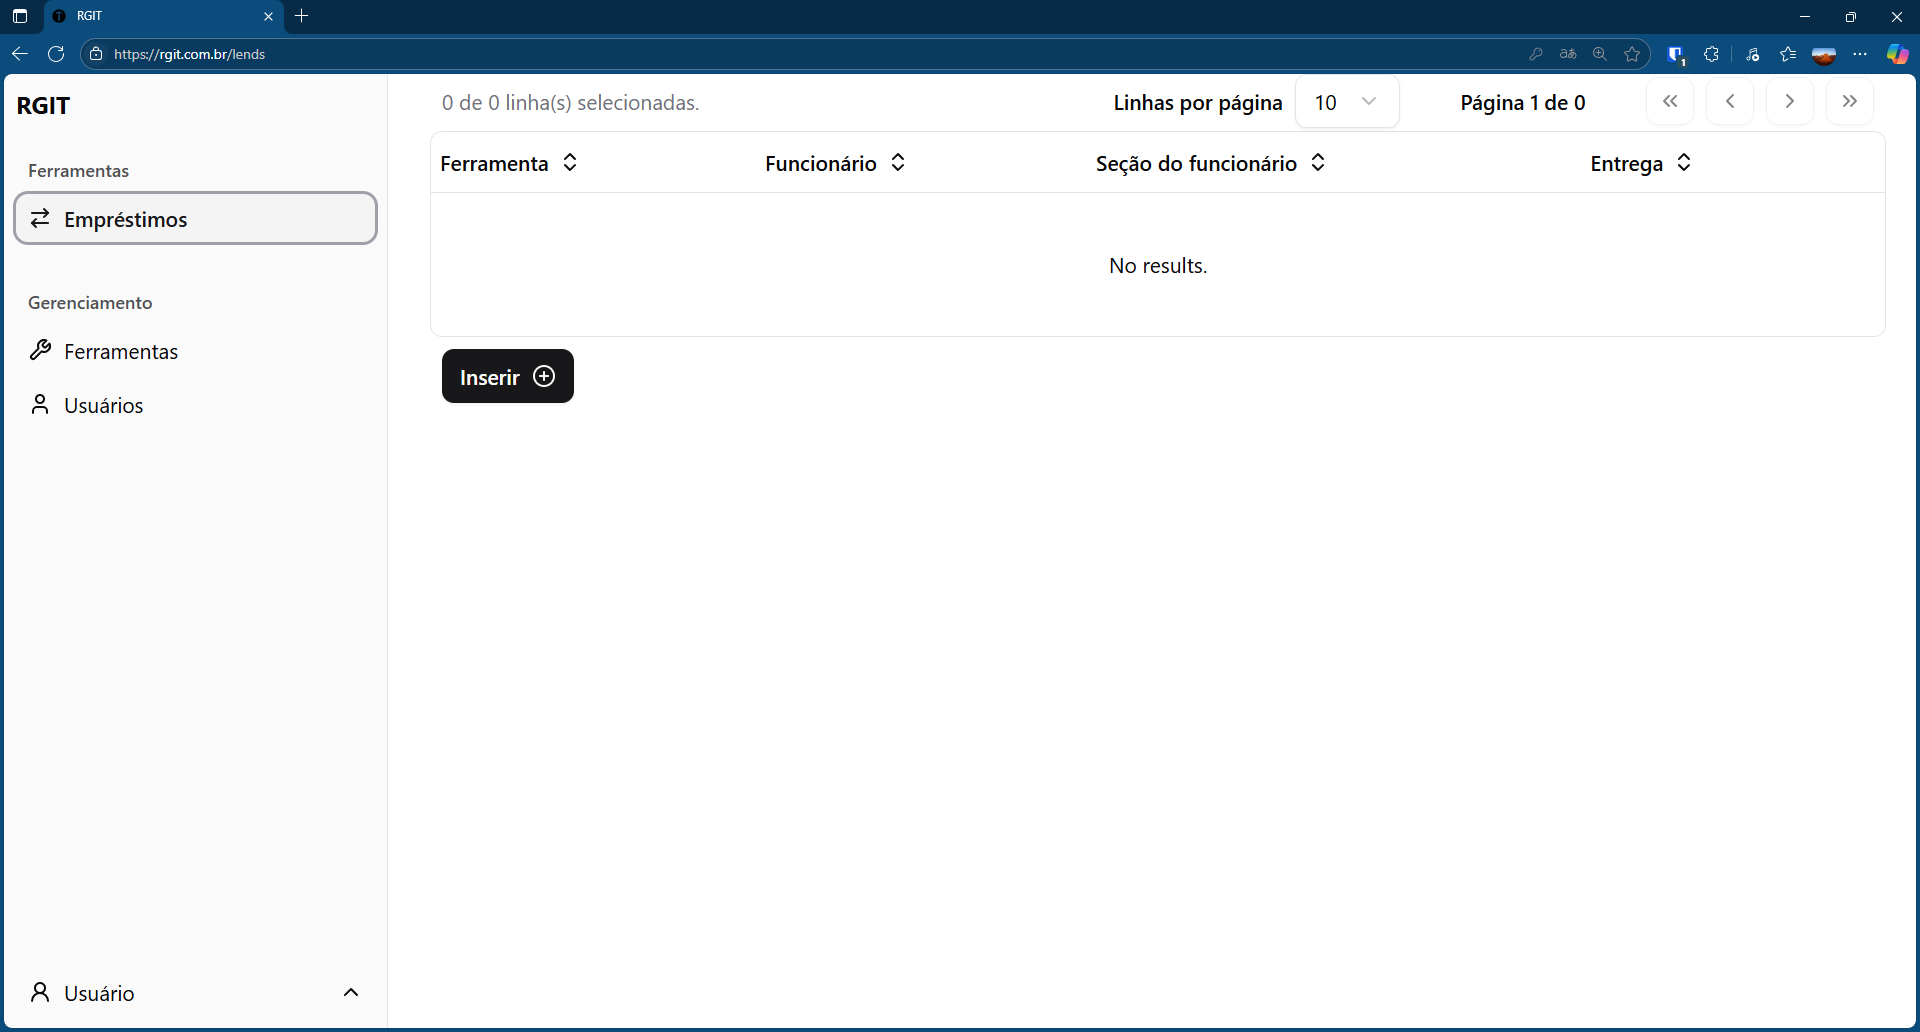 RGIT
https://rgit.com.br/lends
1
RGIT
Ferramentas
Empréstimos
Gerenciamento
Ferramentas
Usuários
Usuário
0 de 0 linha(s) selecionadas.
Linhas por página
10
Página 1 de 0
Ferramenta
Funcionário
Seção do funcionário
Entrega
No results.
Inserir